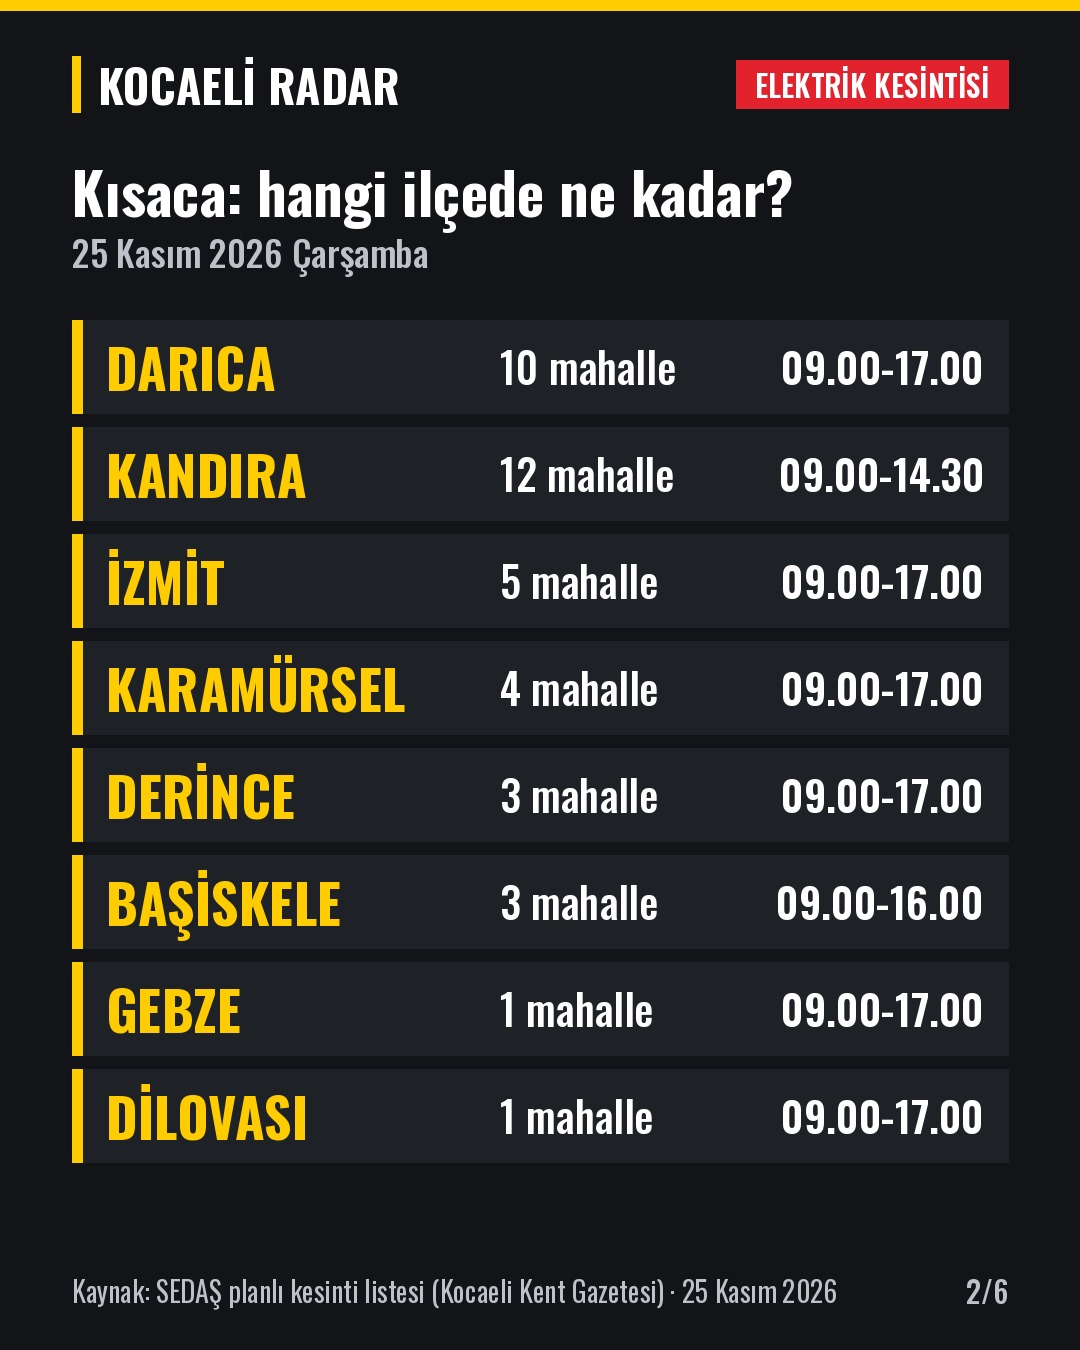 KOCAELİ RADAR
ELEKTRİK KESİNTİSİ
Kısaca: hangi ilçede ne kadar?
25 Kasım 2026 Çarşamba
DARICA 10 mahalle 09.00-17.00
KANDIRA 12 mahalle 09.00-14.30
İZMİT 5 mahalle 09.00-17.00
KARAMÜRSEL 4 mahalle 09.00-17.00
DERİNCE 3 mahalle 09.00-17.00
BAŞİSKELE 3 mahalle 09.00-16.00
GEBZE 1 mahalle 09.00-17.00
DİLOVASI 1 mahalle 09.00-17.00
Kaynak: SEDAŞ planlı kesinti listesi (Kocaeli Kent Gazetesi) · 25 Kasım 2026 2/6